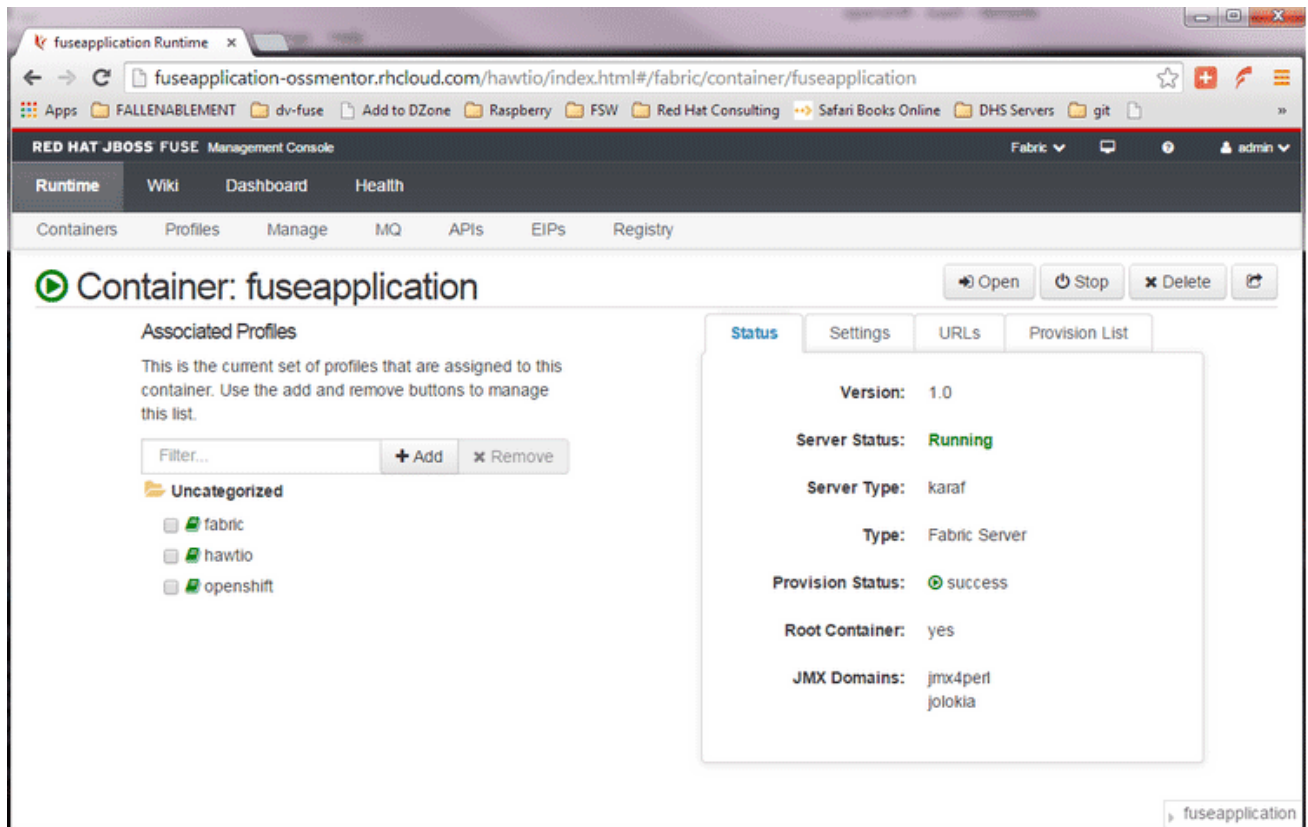 fuseapplication Runtime
fuseapplication-ossmentor.rhcloud.com/hawtio/index.html#/fabric/container/fuseapplication
Apps FALLENABLEMENT dv-fuse Add to DZone Raspberry FSW Red Hat Consulting Safari Books Online DHS Servers git »
RED HAT JBOSS FUSE Management Console Fabric admin
Runtime Wiki Dashboard Health
Containers Profiles Manage MQ APIs EIPs Registry
Container: fuseapplication
Open Stop Delete
Associated Profiles
This is the current set of profiles that are assigned to this
container. Use the add and remove buttons to manage
this list.
Filter... Add Remove
Uncategorized
fabric
hawtio
openshift
Status Settings URLs Provision List
Version: 1.0
Server Status: Running
Server Type: karaf
Type: Fabric Server
Provision Status: success
Root Container: yes
JMX Domains: jmx4perl
jolokia
fuseapplication